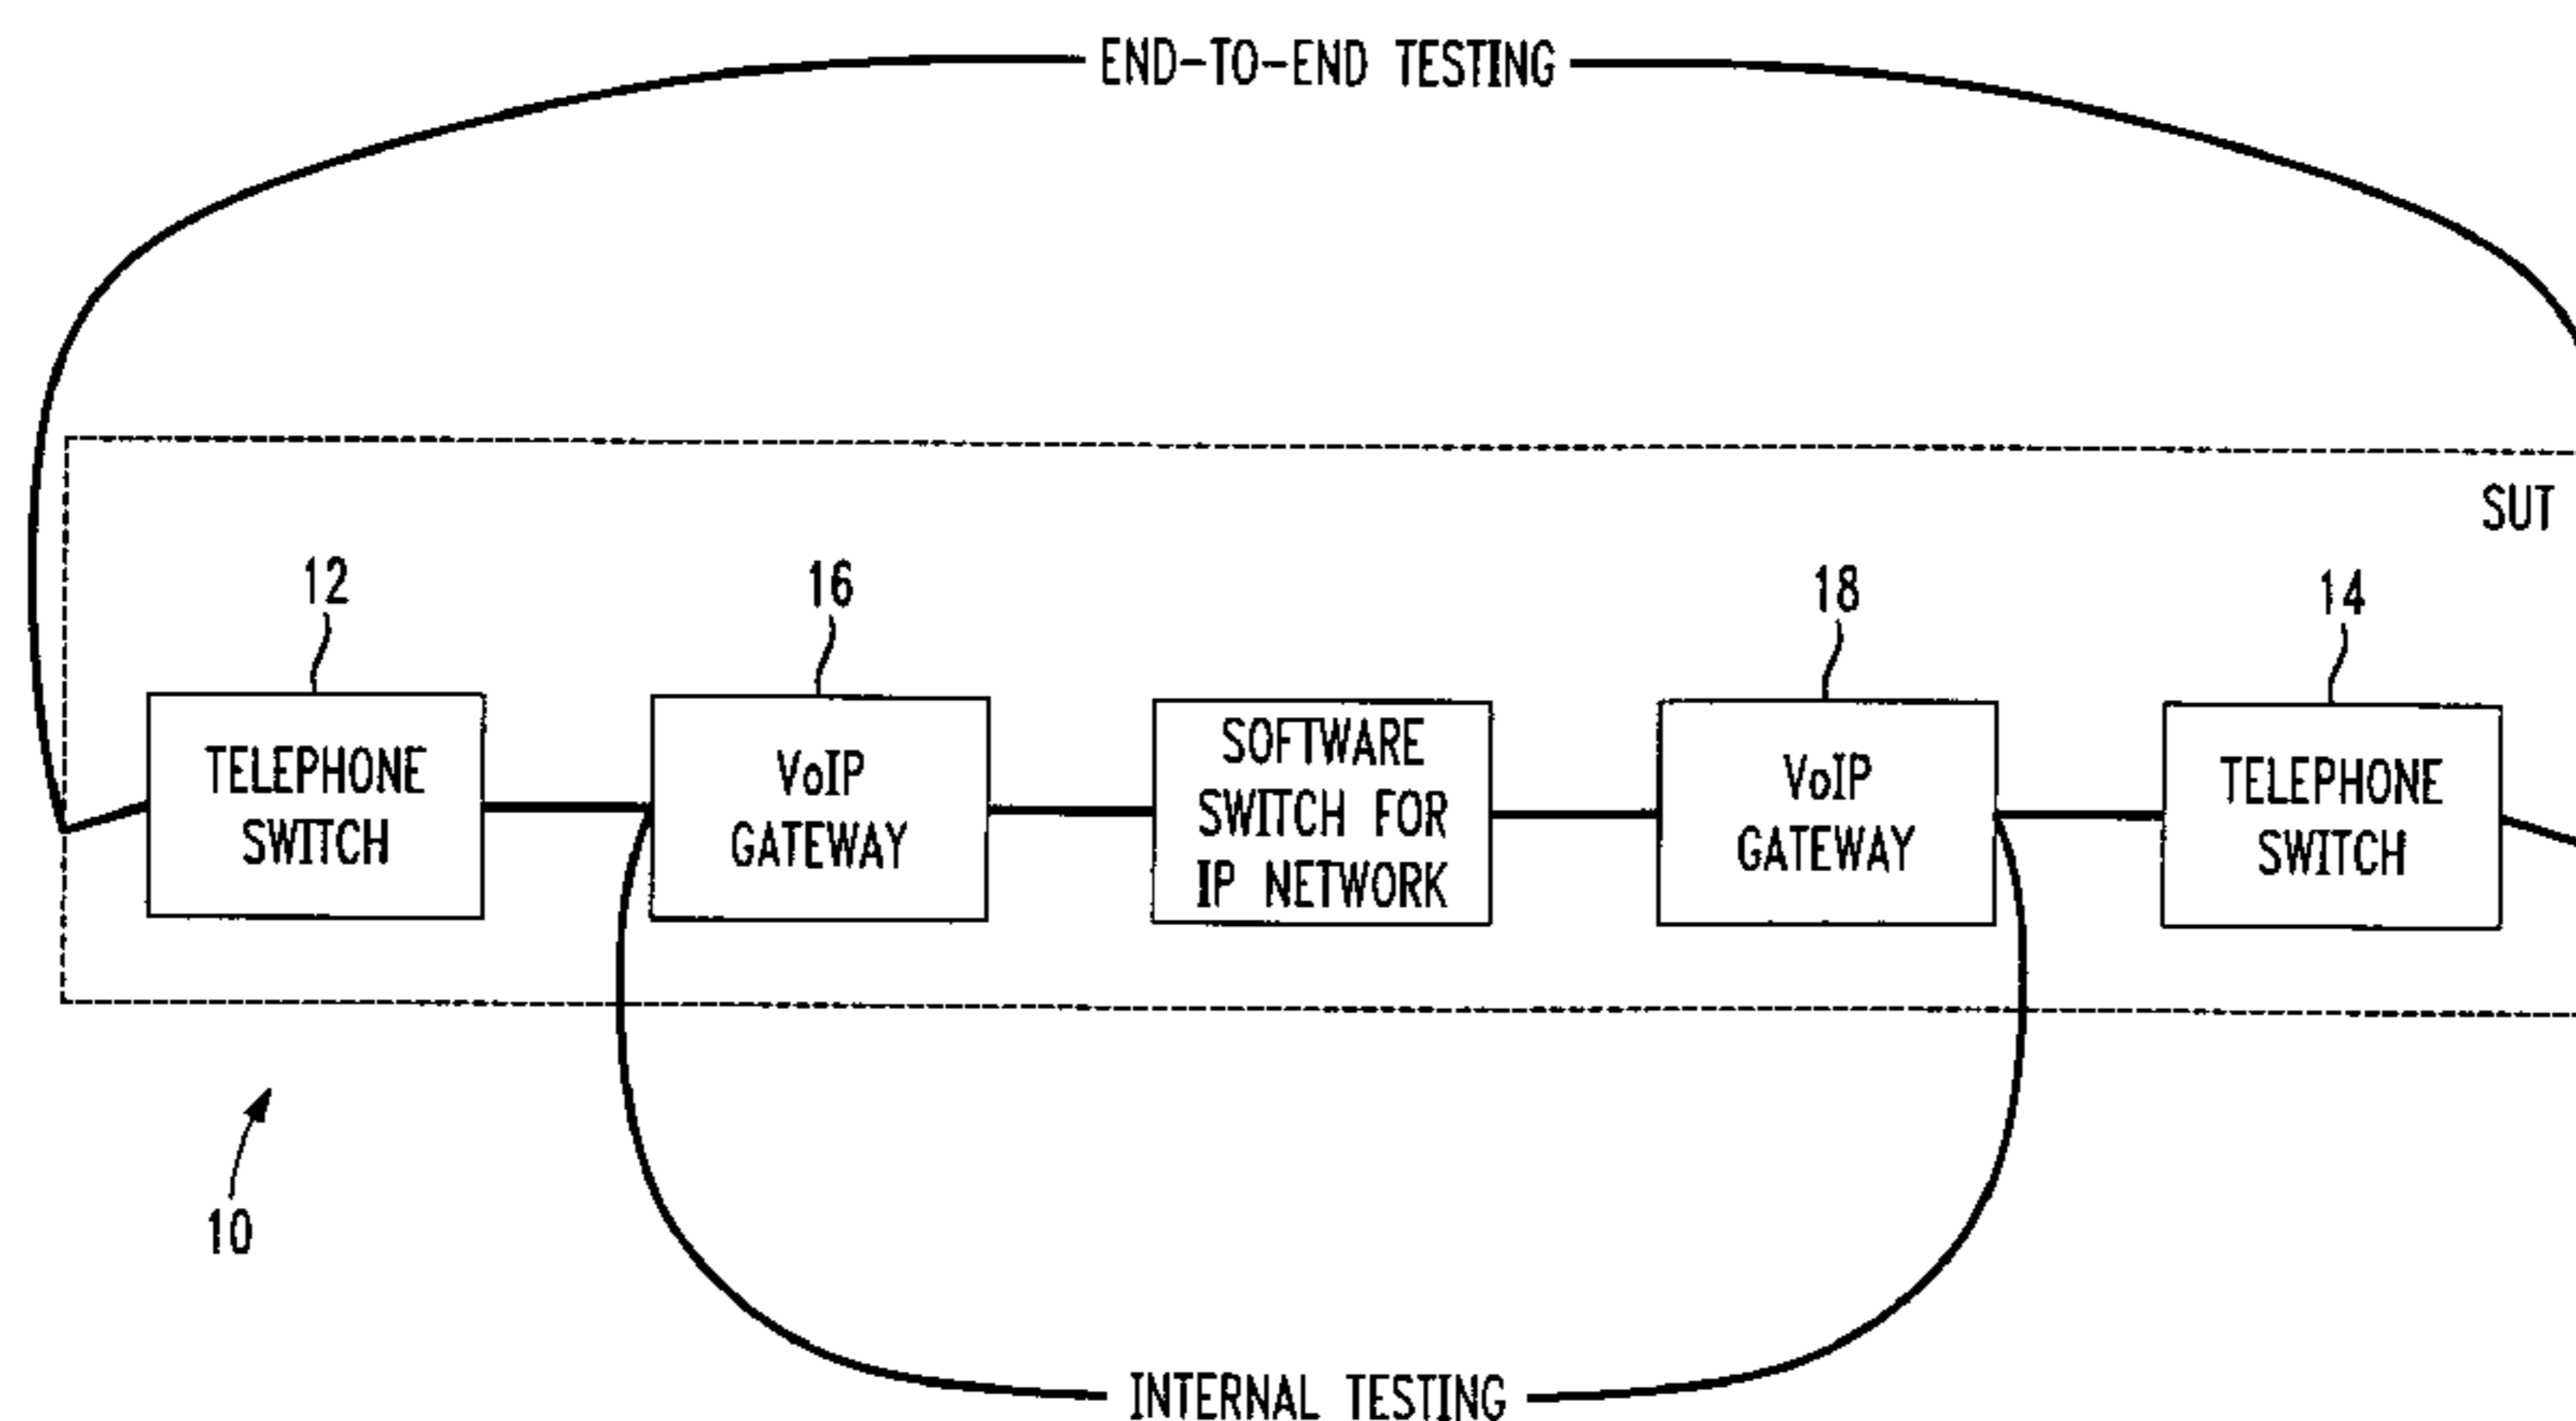 END-TO-END TESTING
SUT
12
16
18
14
TELEPHONE
SWITCH
VoIP
GATEWAY
SOFTWARE
SWITCH FOR
IP NETWORK
VoIP
GATEWAY
TELEPHONE
SWITCH
10
INTERNAL TESTING